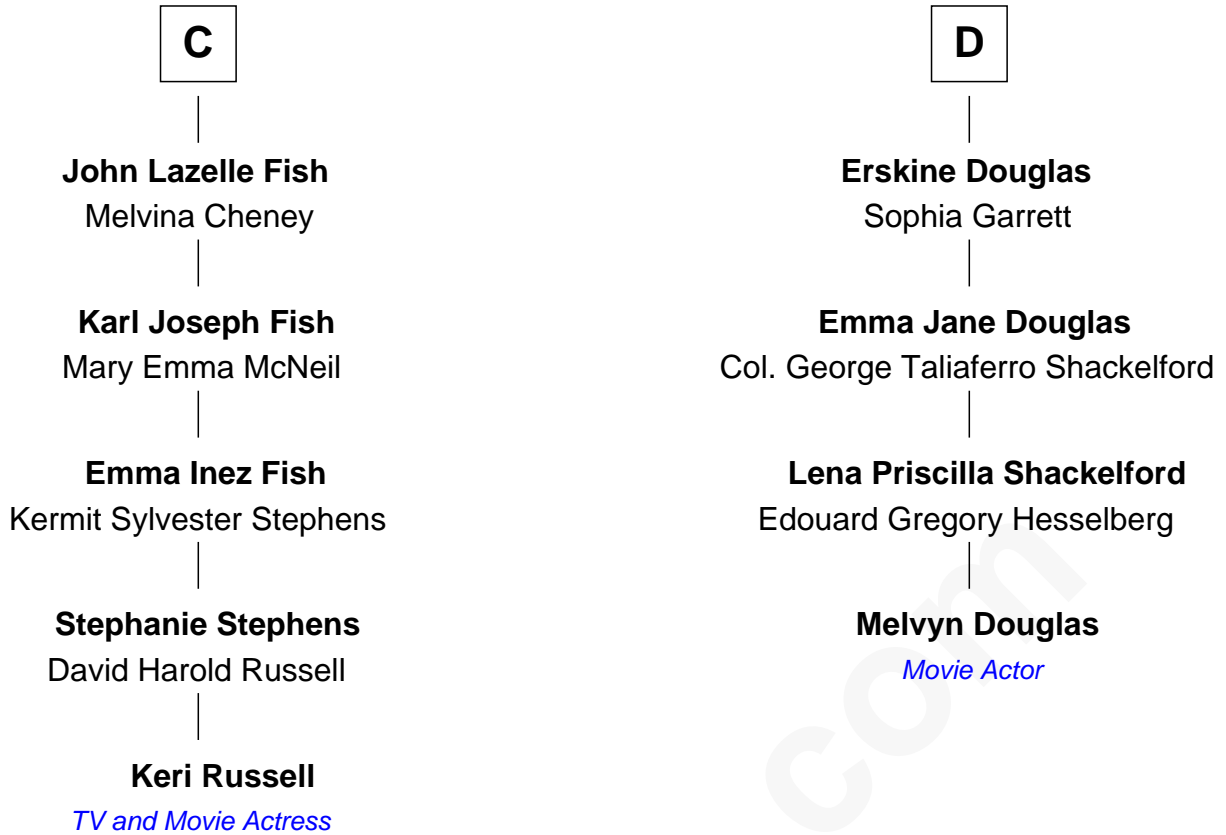 C
John Lazelle Fish
Melvina Cheney
Karl Joseph Fish
Mary Emma McNeil
Emma Inez Fish
Kermit Sylvester Stephens
Stephanie Stephens
David Harold Russell
Keri Russell
TV and Movie Actress
D
Erskine Douglas
Sophia Garrett
Emma Jane Douglas
Col. George Taliaferro Shackelford
Lena Priscilla Shackelford
Edouard Gregory Hesselberg
Melvyn Douglas
Movie Actor
com